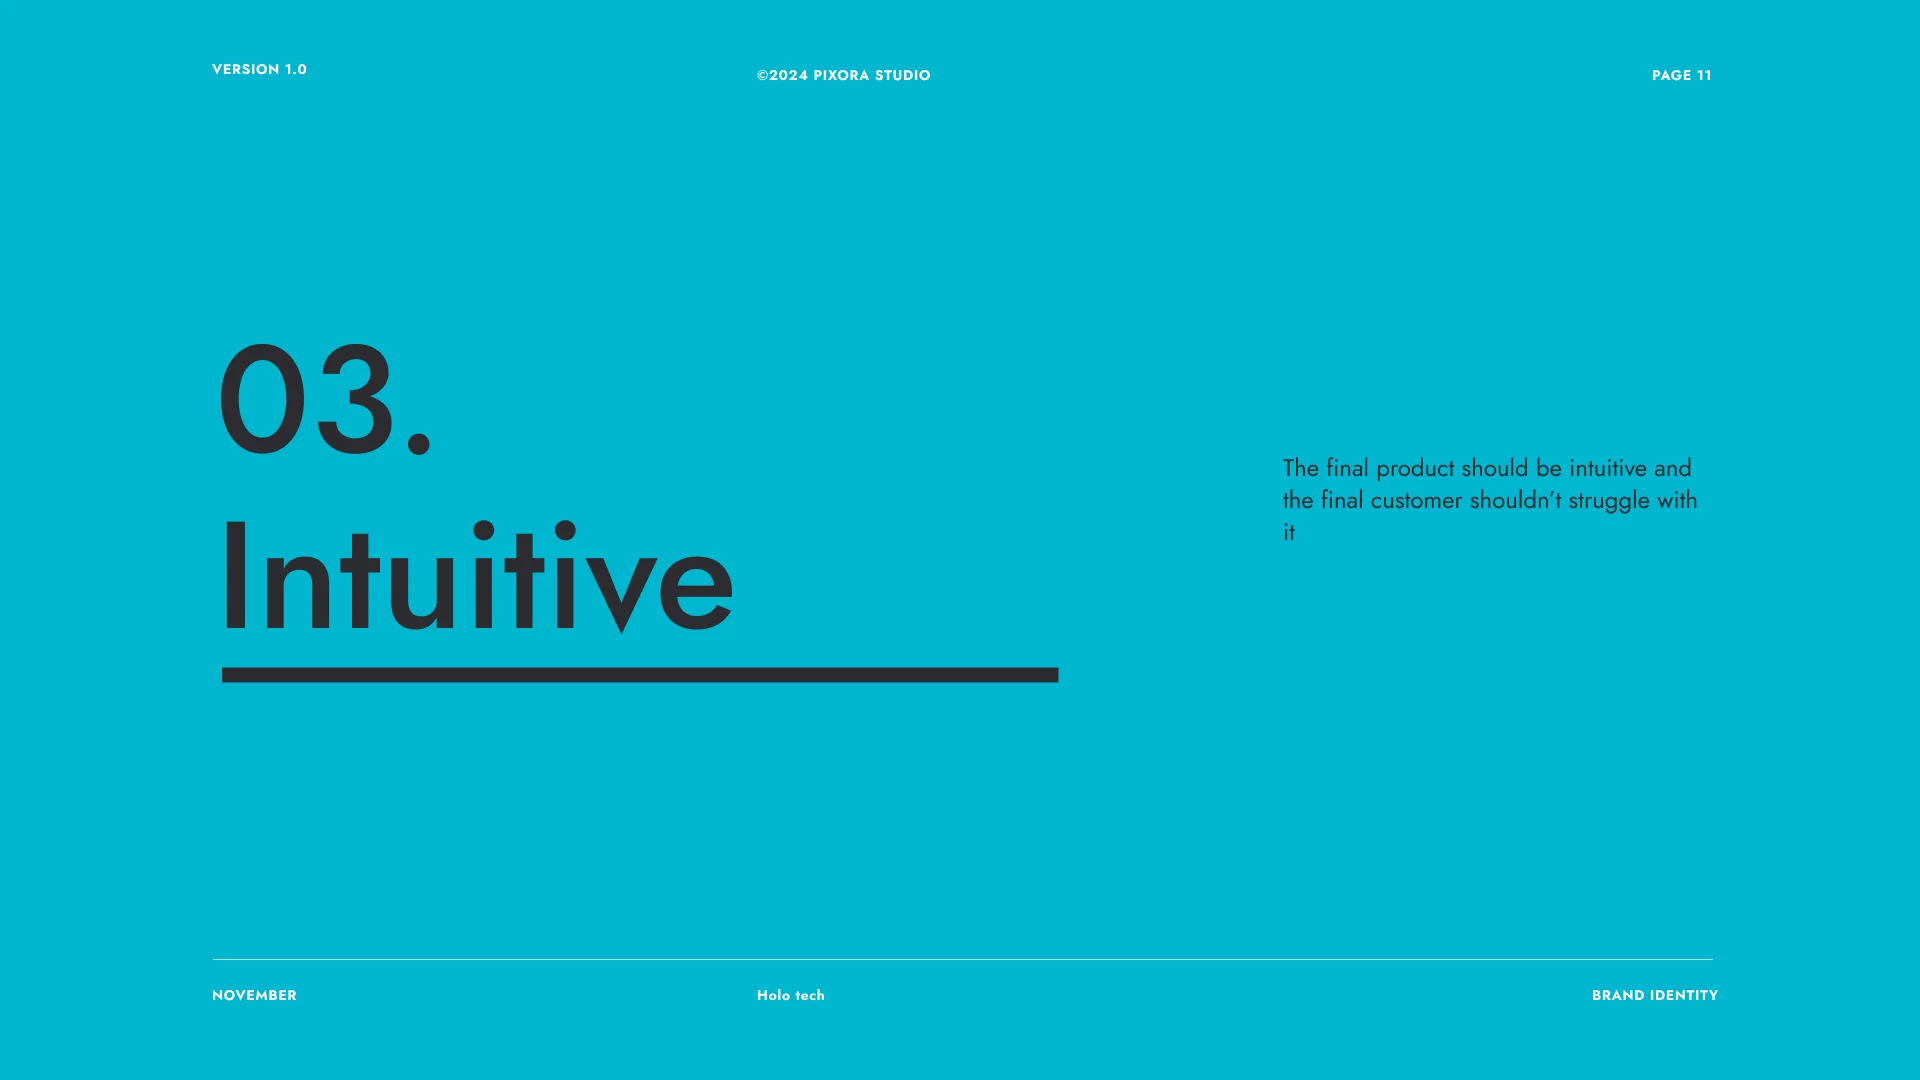 VERSION 1.0
©2024 PIXORA STUDIO
PAGE 11
03.
Intuitive
The final product should be intuitive and
the final customer shouldn’t struggle with
it
NOVEMBER
Holo tech
BRAND IDENTITY